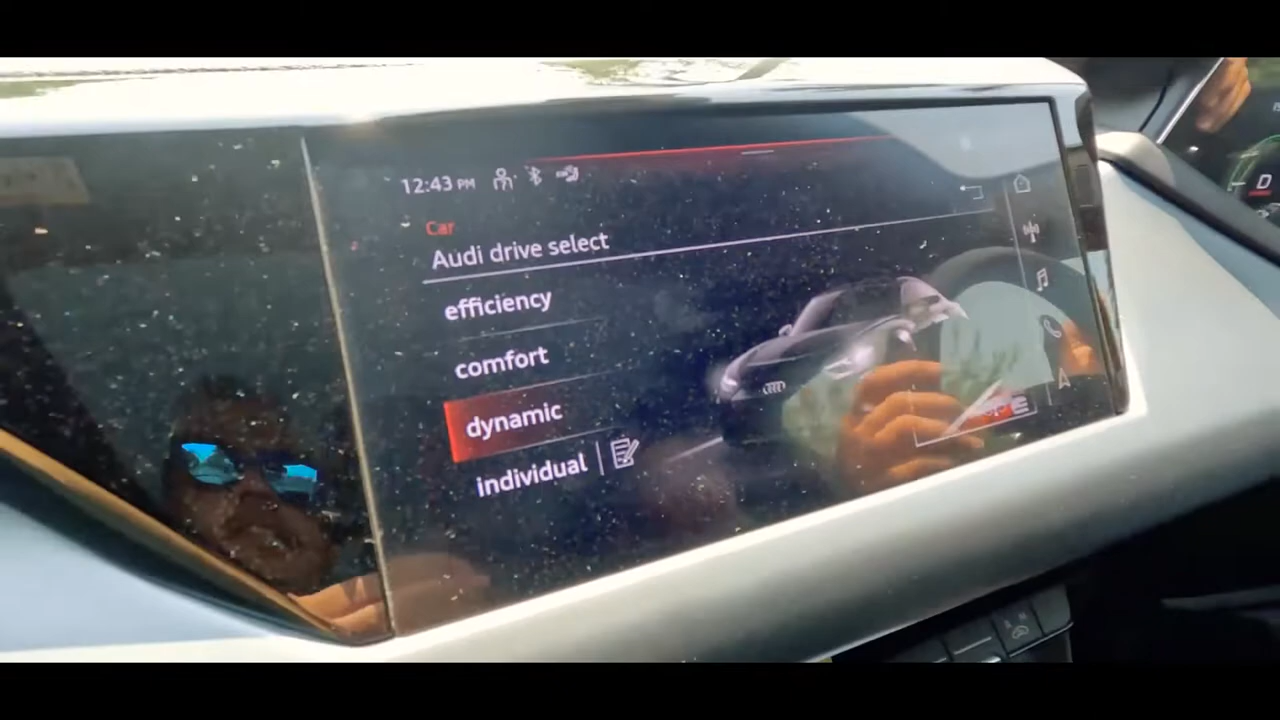 12:43 PM
Car
Audi drive select
efficiency
comfort
dynamic
individual
D